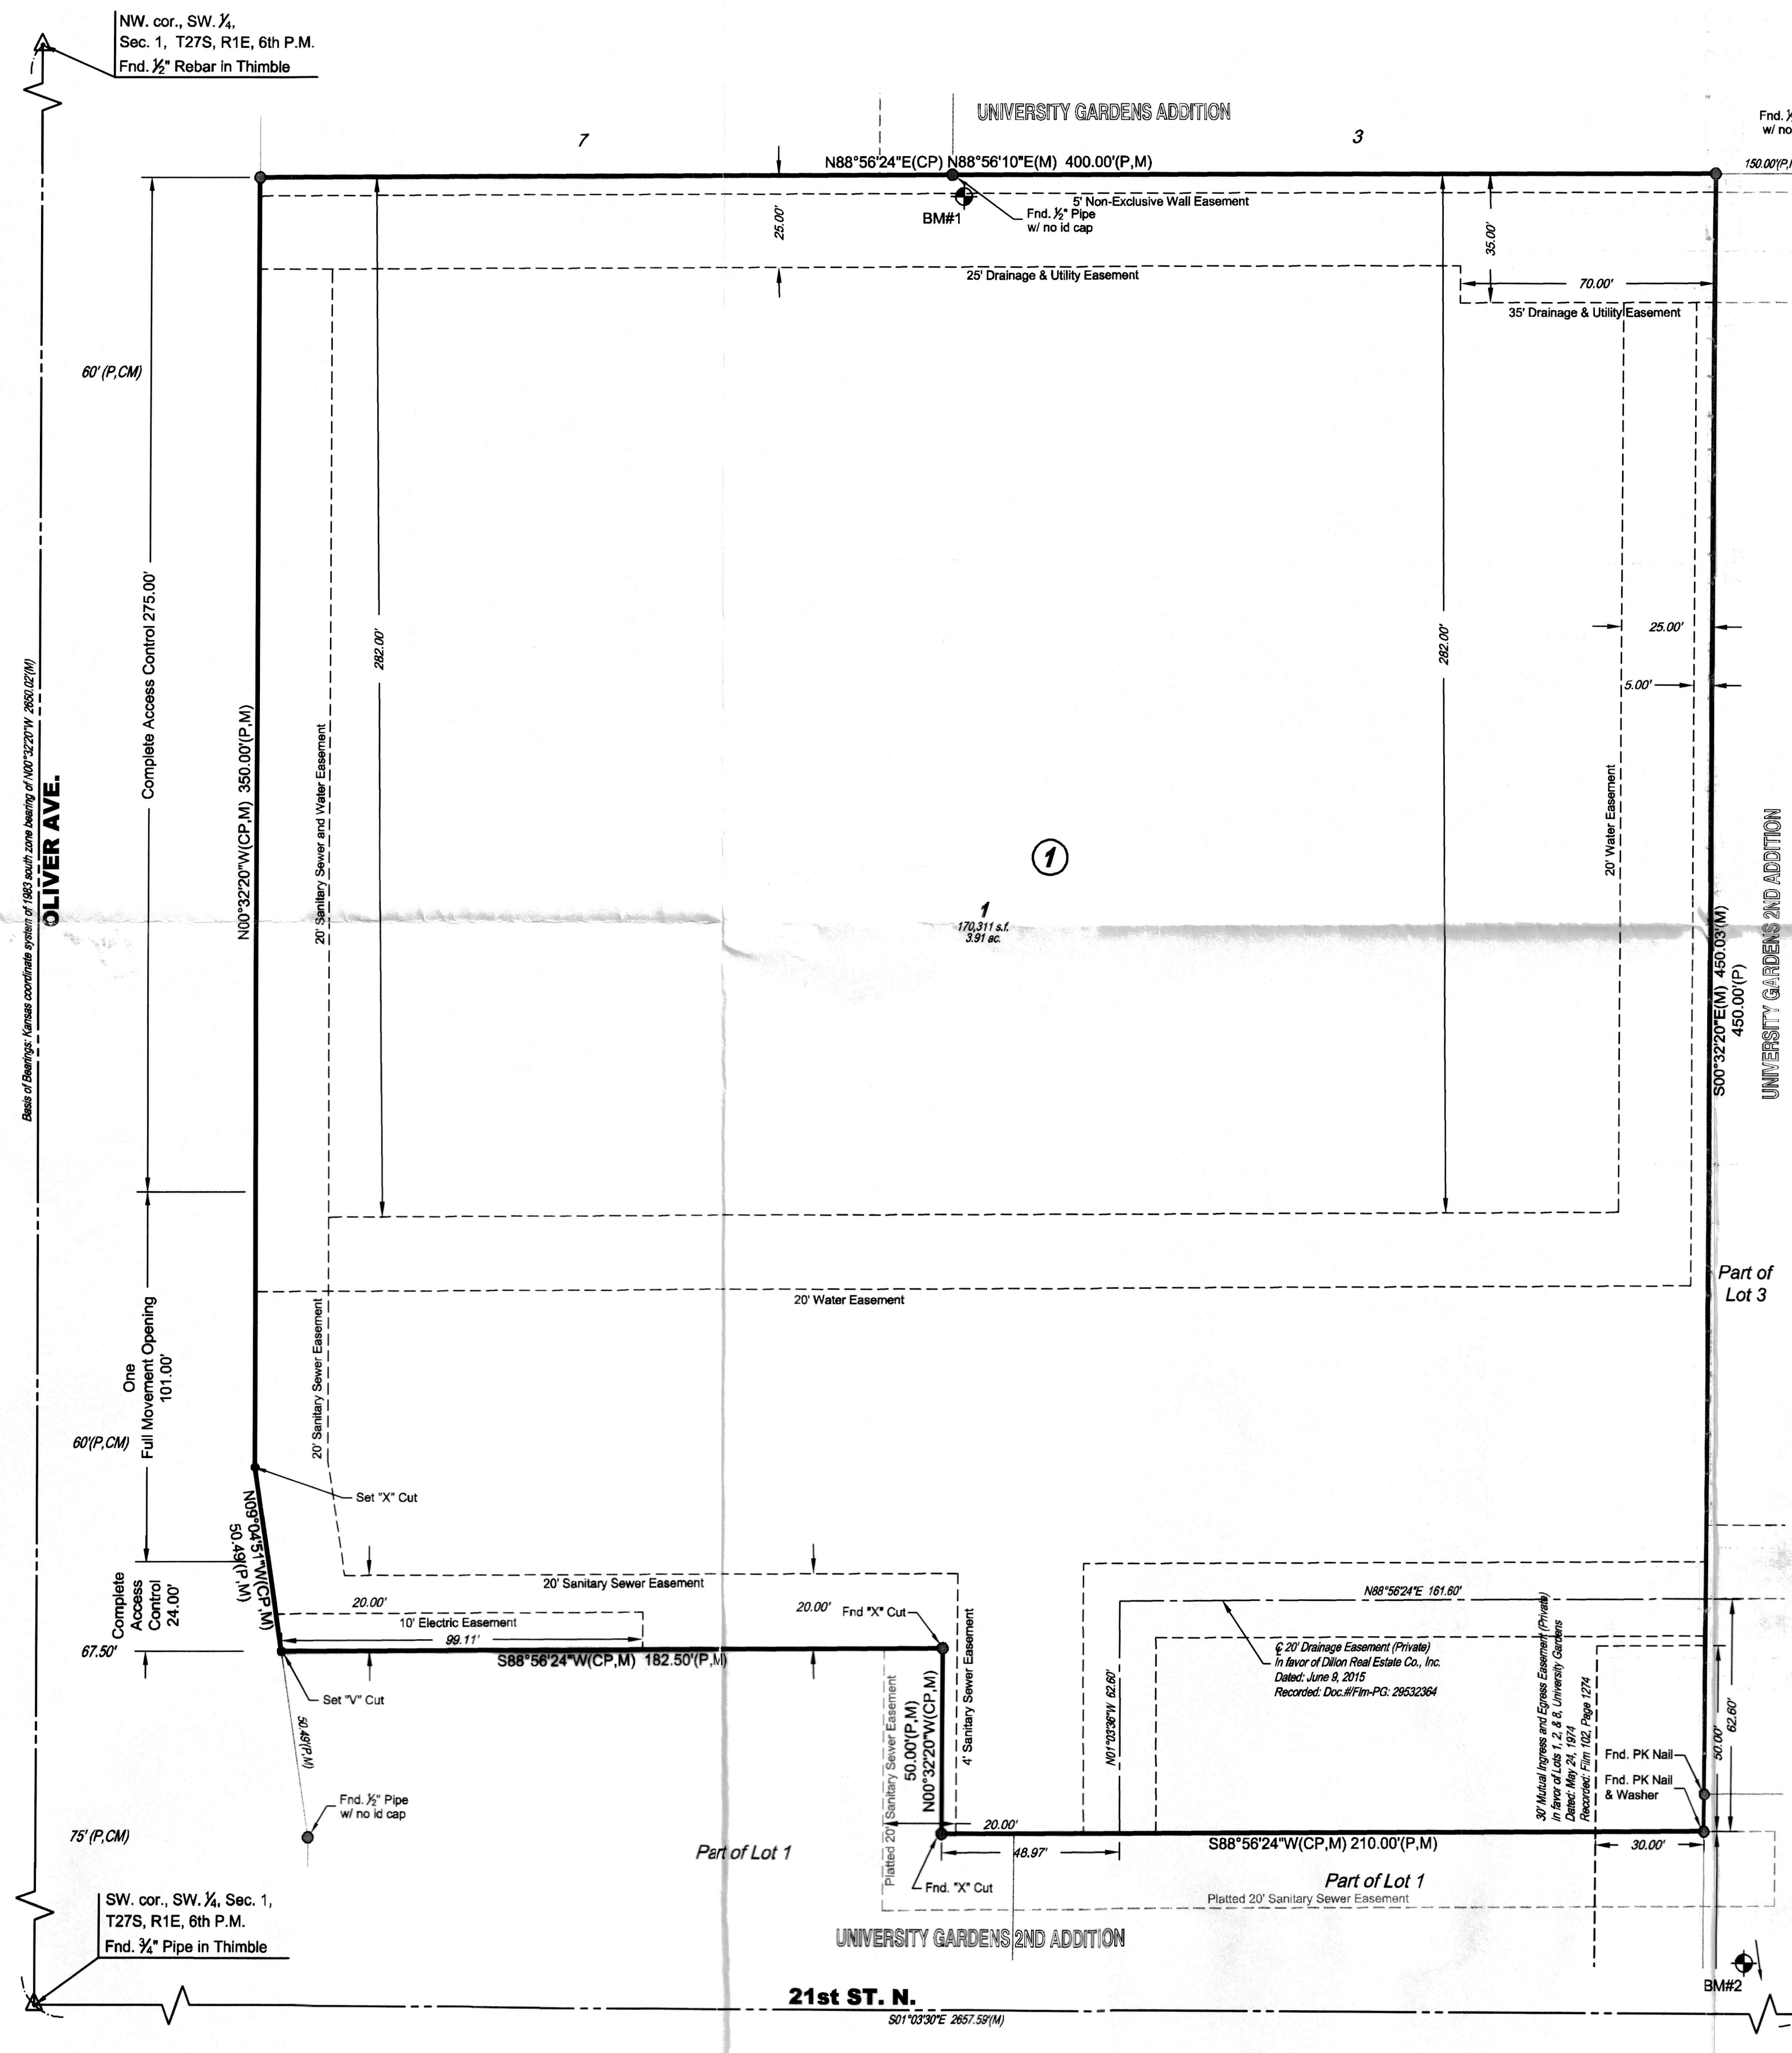 NW. cor., SW. ¼,
Sec. 1, T27S, R1E, 6th P.M.
Fnd. ½" Rebar in Thimble
UNIVERSITY GARDENS ADDITION
7
3
Fnd.
w/ no
N88°56'24"E(CP) N88°56'10"E(M) 400.00'(P,M)
5' Non-Exclusive Wall Easement
BM#1
Fnd. ½" Pipe
w/ no id cap
25.00'
35.00'
25' Drainage & Utility Easement
70.00'
35' Drainage & Utility Easement
60'(P,CM)
Complete Access Control 275.00'
282.00'
282.00'
25.00'
5.00'
Basis of Bearings: Kansas coordinate system of 1983 south zone bearing of N00°32'20"W 2650.02'(M)
OLIVER AVE.
N00°32'20"W(CP,M) 350.00'(P,M)
20' Sanitary Sewer and Water Easement
20' Water Easement
1
1
170,311 s.f.
3.91 ac.
S00°32'20"E(M) 450.03'(M)
450.00'(P)
UNIVERSITY GARDENS 2ND ADDITION
Part of
Lot 3
20' Water Easement
One
Full Movement Opening
101.00'
20' Sanitary Sewer Easement
60'(P,CM)
Set "X" Cut
N09°04'51"W(CP,M)
50.49'(P,M)
Complete
Access
Control
24.00'
20' Sanitary Sewer Easement
20.00'
20.00'
10' Electric Easement
99.11'
Fnd "X" Cut
67.50'
S88°56'24"W(CP,M) 182.50'(P,M)
Set "V" Cut
50.49'(P,M)
Fnd. ½" Pipe
w/ no id cap
75' (P,CM)
Platted 20' Sanitary Sewer Easement
50.00'(P,M)
N00°32'20"W(CP,M)
4' Sanitary Sewer Easement
N88°56'24"E 161.60'
N01°03'36"W 62.60'
℄ 20' Drainage Easement (Private)
In favor of Dillon Real Estate Co., Inc.
Dated: June 9, 2015
Recorded: Doc.#/Flm-PG: 29532364
30' Mutual Ingress and Egress Easement (Private)
In favor of Lots 1, 2, & 8, University Gardens
Dated: May 24, 1974
Recorded: Film 102, Page 1274
Fnd. PK Nail
Fnd. PK Nail
& Washer
50.00'
62.60'
20.00'
48.97'
S88°56'24"W(CP,M) 210.00'(P,M)
30.00'
Part of Lot 1
Fnd. "X" Cut
Part of Lot 1
Platted 20' Sanitary Sewer Easement
SW. cor., SW. ¼, Sec. 1,
T27S, R1E, 6th P.M.
Fnd. ¾" Pipe in Thimble
UNIVERSITY GARDENS 2ND ADDITION
BM#2
21st ST. N.
S01°03'30"E 2657.59'(M)